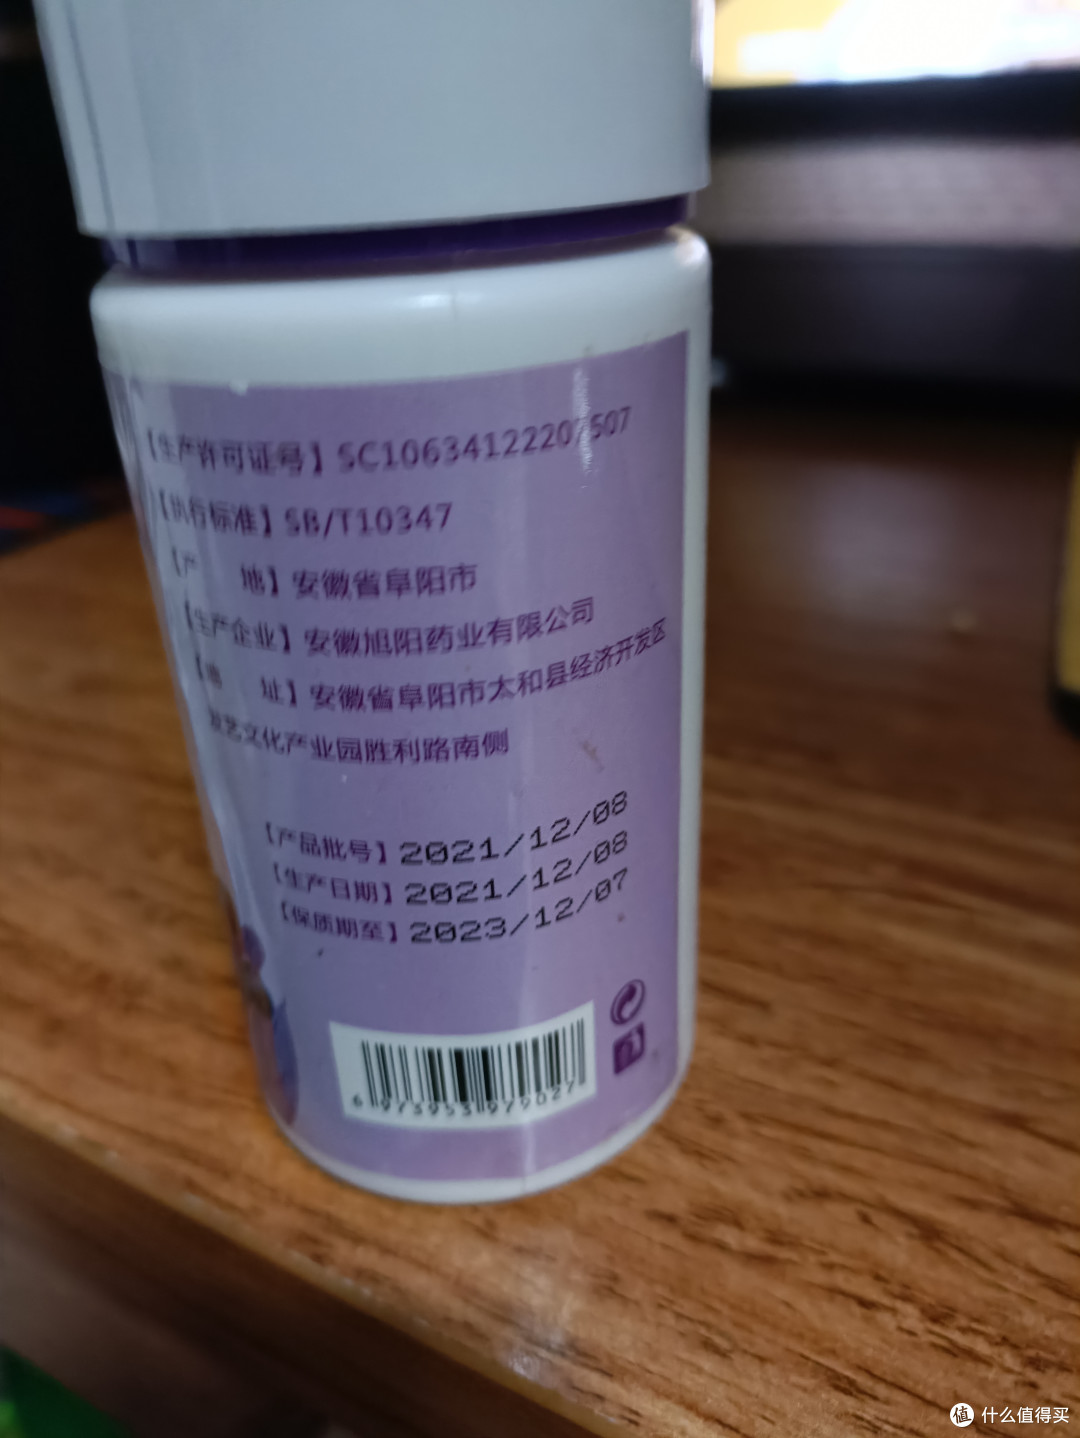 【生产许可证号】SC10634122207507
【执行标准】SB/T10347
【产 地】安徽省阜阳市
【生产企业】安徽旭阳药业有限公司
【地 址】安徽省阜阳市太和县经济开发区
文化产业园胜利路南侧
【产品批号】2021/12/08
【生产日期】2021/12/08
【保质期至】2023/12/07
6 973953 979027
值 什么值得买